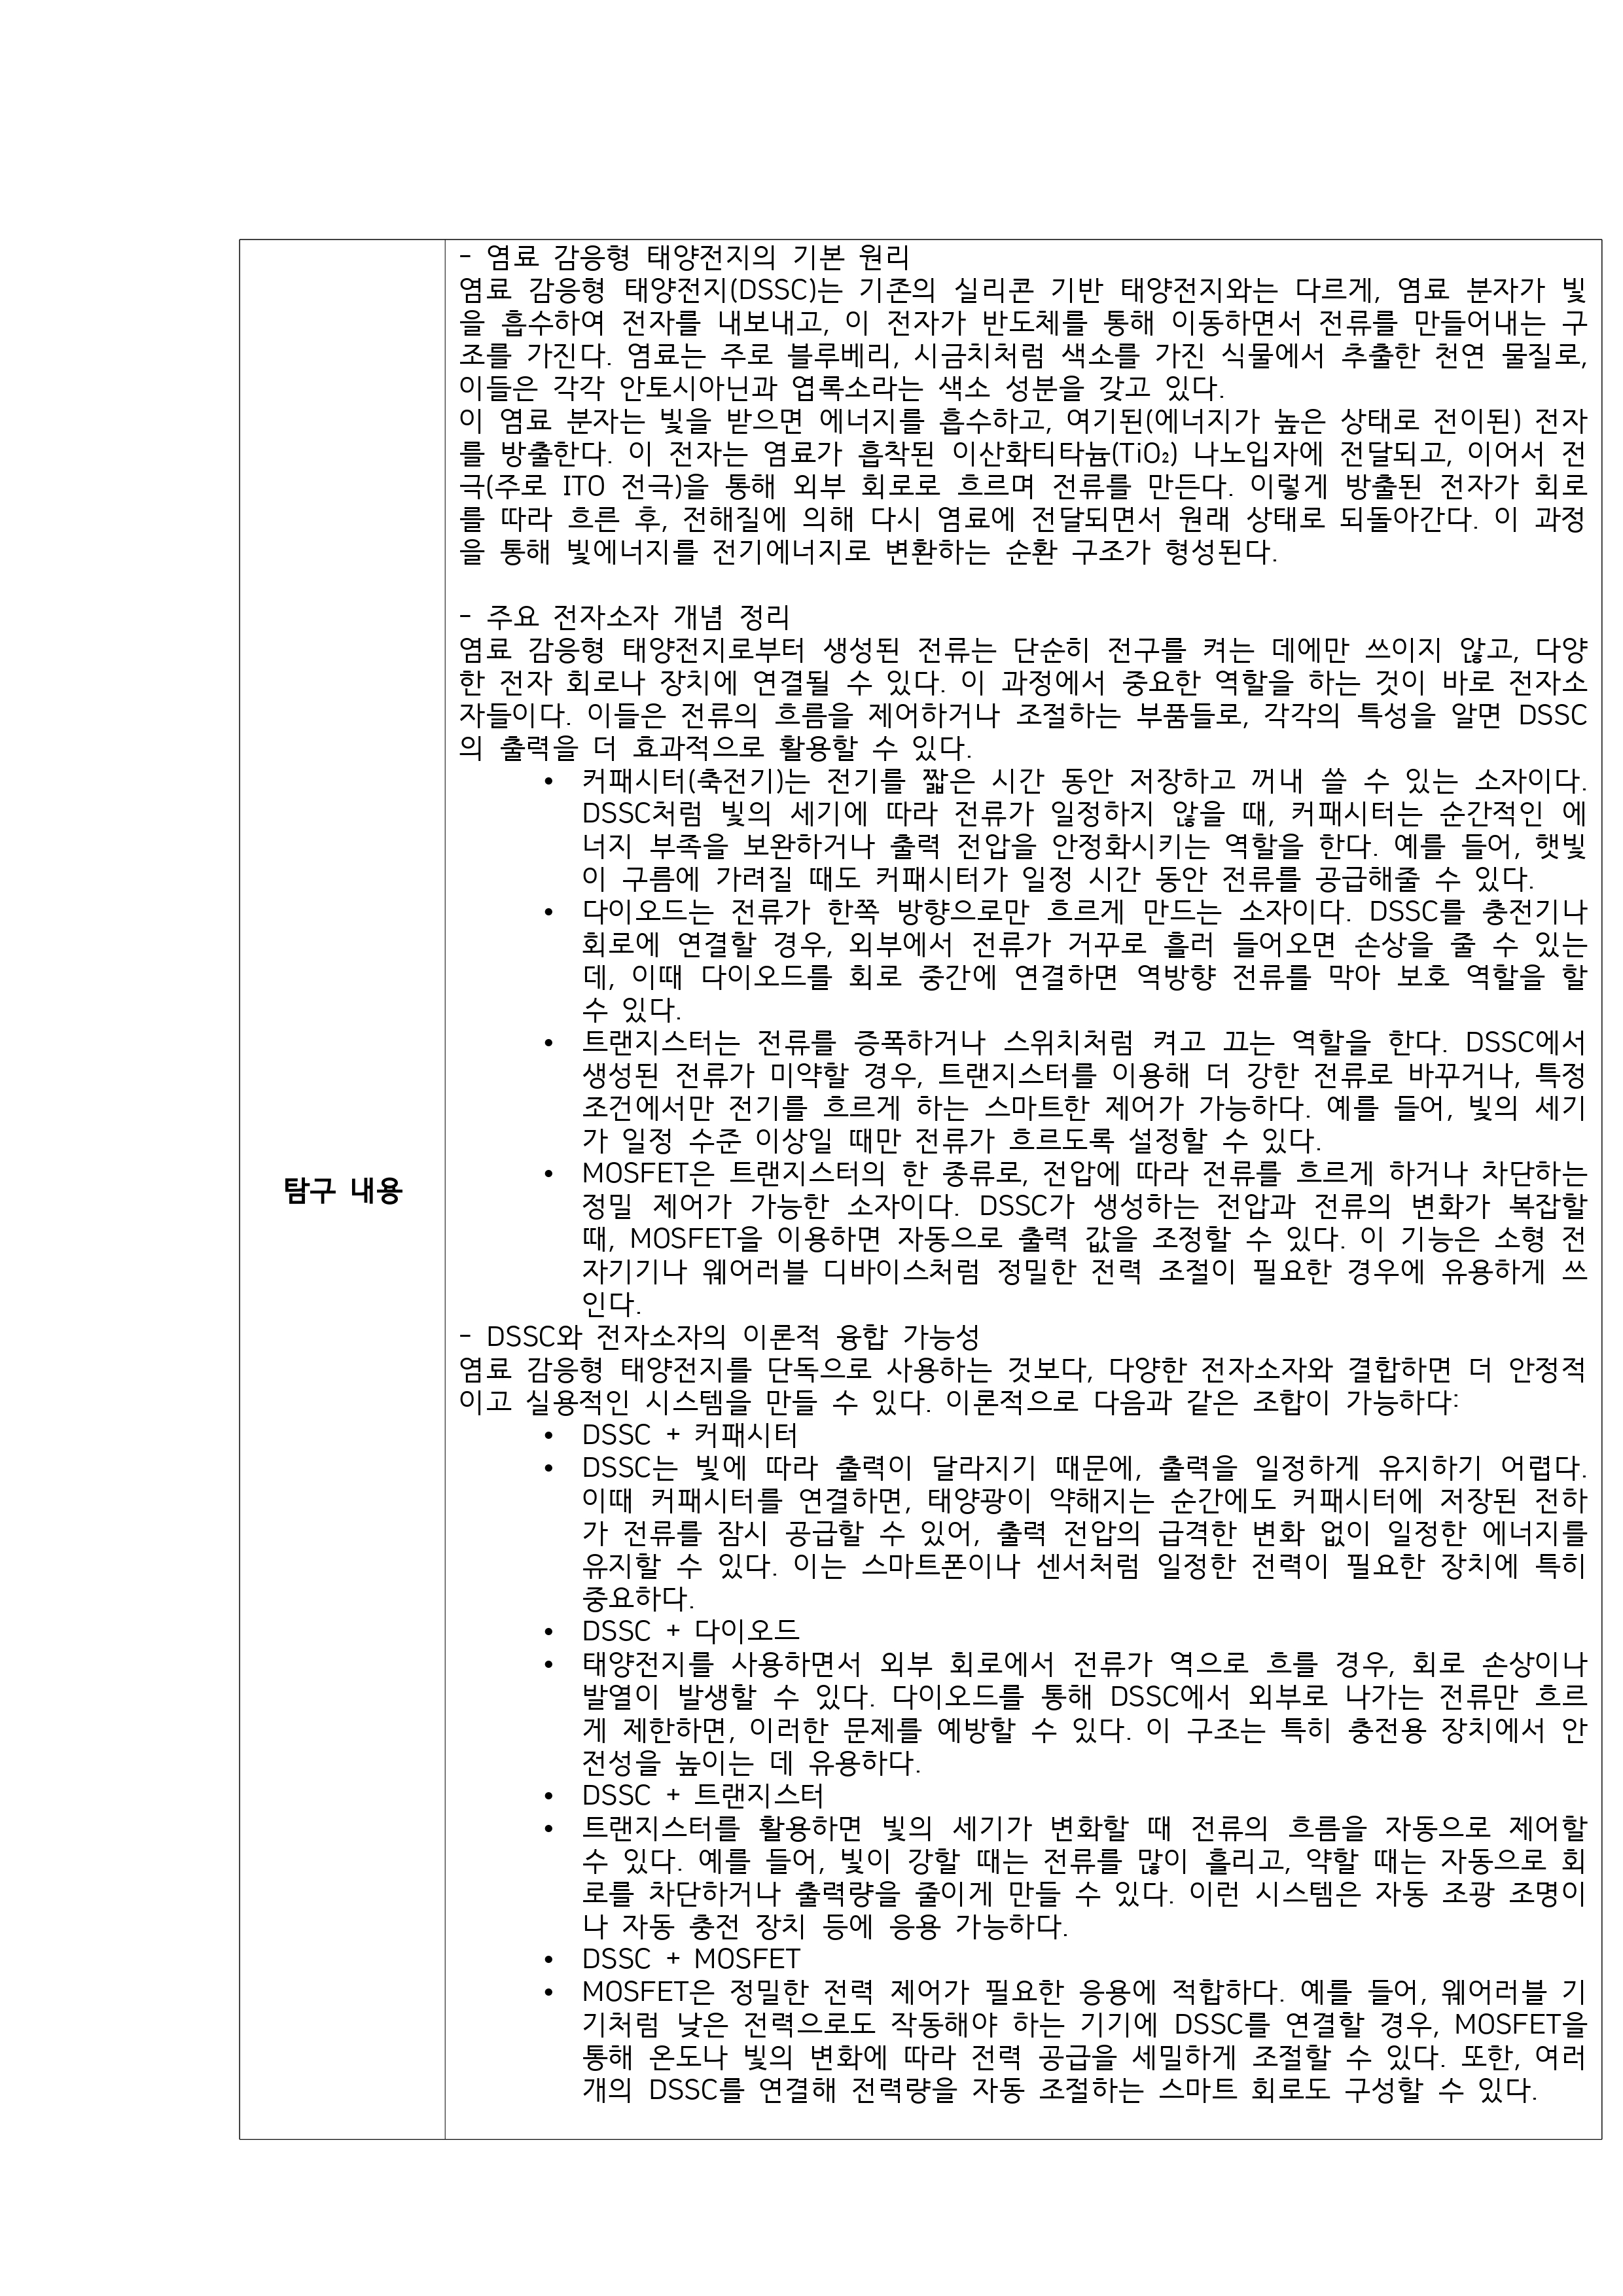 - 염료 감응형 태양전지의 기본 원리
염료 감응형 태양전지(DSSC)는 기존의 실리콘 기반 태양전지와는 다르게, 염료 분자가 빛
을 흡수하여 전자를 내보내고, 이 전자가 반도체를 통해 이동하면서 전류를 만들어내는 구
조를 가진다. 염료는 주로 블루베리, 시금치처럼 색소를 가진 식물에서 추출한 천연 물질로,
이들은 각각 안토시아닌과 엽록소라는 색소 성분을 갖고 있다.
이 염료 분자는 빛을 받으면 에너지를 흡수하고, 여기된(에너지가 높은 상태로 전이된) 전자
를 방출한다. 이 전자는 염료가 흡착된 이산화티타늄(TiO₂) 나노입자에 전달되고, 이어서 전
극(주로 ITO 전극)을 통해 외부 회로로 흐르며 전류를 만든다. 이렇게 방출된 전자가 회로
를 따라 흐른 후, 전해질에 의해 다시 염료에 전달되면서 원래 상태로 되돌아간다. 이 과정
을 통해 빛에너지를 전기에너지로 변환하는 순환 구조가 형성된다.
- 주요 전자소자 개념 정리
염료 감응형 태양전지로부터 생성된 전류는 단순히 전구를 켜는 데에만 쓰이지 않고, 다양
한 전자 회로나 장치에 연결될 수 있다. 이 과정에서 중요한 역할을 하는 것이 바로 전자소
자들이다. 이들은 전류의 흐름을 제어하거나 조절하는 부품들로, 각각의 특성을 알면 DSSC
의 출력을 더 효과적으로 활용할 수 있다.
• 커패시터(축전기)는 전기를 짧은 시간 동안 저장하고 꺼내 쓸 수 있는 소자이다.
DSSC처럼 빛의 세기에 따라 전류가 일정하지 않을 때, 커패시터는 순간적인 에
너지 부족을 보완하거나 출력 전압을 안정화시키는 역할을 한다. 예를 들어, 햇빛
이 구름에 가려질 때도 커패시터가 일정 시간 동안 전류를 공급해줄 수 있다.
• 다이오드는 전류가 한쪽 방향으로만 흐르게 만드는 소자이다. DSSC를 충전기나
회로에 연결할 경우, 외부에서 전류가 거꾸로 흘러 들어오면 손상을 줄 수 있는
데, 이때 다이오드를 회로 중간에 연결하면 역방향 전류를 막아 보호 역할을 할
수 있다.
• 트랜지스터는 전류를 증폭하거나 스위치처럼 켜고 끄는 역할을 한다. DSSC에서
생성된 전류가 미약할 경우, 트랜지스터를 이용해 더 강한 전류로 바꾸거나, 특정
조건에서만 전기를 흐르게 하는 스마트한 제어가 가능하다. 예를 들어, 빛의 세기
가 일정 수준 이상일 때만 전류가 흐르도록 설정할 수 있다.
탐구 내용
• MOSFET은 트랜지스터의 한 종류로, 전압에 따라 전류를 흐르게 하거나 차단하는
정밀 제어가 가능한 소자이다. DSSC가 생성하는 전압과 전류의 변화가 복잡할
때, MOSFET을 이용하면 자동으로 출력 값을 조정할 수 있다. 이 기능은 소형 전
자기기나 웨어러블 디바이스처럼 정밀한 전력 조절이 필요한 경우에 유용하게 쓰
인다.
- DSSC와 전자소자의 이론적 융합 가능성
염료 감응형 태양전지를 단독으로 사용하는 것보다, 다양한 전자소자와 결합하면 더 안정적
이고 실용적인 시스템을 만들 수 있다. 이론적으로 다음과 같은 조합이 가능하다:
• DSSC + 커패시터
• DSSC는 빛에 따라 출력이 달라지기 때문에, 출력을 일정하게 유지하기 어렵다.
이때 커패시터를 연결하면, 태양광이 약해지는 순간에도 커패시터에 저장된 전하
가 전류를 잠시 공급할 수 있어, 출력 전압의 급격한 변화 없이 일정한 에너지를
유지할 수 있다. 이는 스마트폰이나 센서처럼 일정한 전력이 필요한 장치에 특히
중요하다.
• DSSC + 다이오드
• 태양전지를 사용하면서 외부 회로에서 전류가 역으로 흐를 경우, 회로 손상이나
발열이 발생할 수 있다. 다이오드를 통해 DSSC에서 외부로 나가는 전류만 흐르
게 제한하면, 이러한 문제를 예방할 수 있다. 이 구조는 특히 충전용 장치에서 안
전성을 높이는 데 유용하다.
• DSSC + 트랜지스터
• 트랜지스터를 활용하면 빛의 세기가 변화할 때 전류의 흐름을 자동으로 제어할
수 있다. 예를 들어, 빛이 강할 때는 전류를 많이 흘리고, 약할 때는 자동으로 회
로를 차단하거나 출력량을 줄이게 만들 수 있다. 이런 시스템은 자동 조광 조명이
나 자동 충전 장치 등에 응용 가능하다.
• DSSC + MOSFET
• MOSFET은 정밀한 전력 제어가 필요한 응용에 적합하다. 예를 들어, 웨어러블 기
기처럼 낮은 전력으로도 작동해야 하는 기기에 DSSC를 연결할 경우, MOSFET을
통해 온도나 빛의 변화에 따라 전력 공급을 세밀하게 조절할 수 있다. 또한, 여러
개의 DSSC를 연결해 전력량을 자동 조절하는 스마트 회로도 구성할 수 있다.